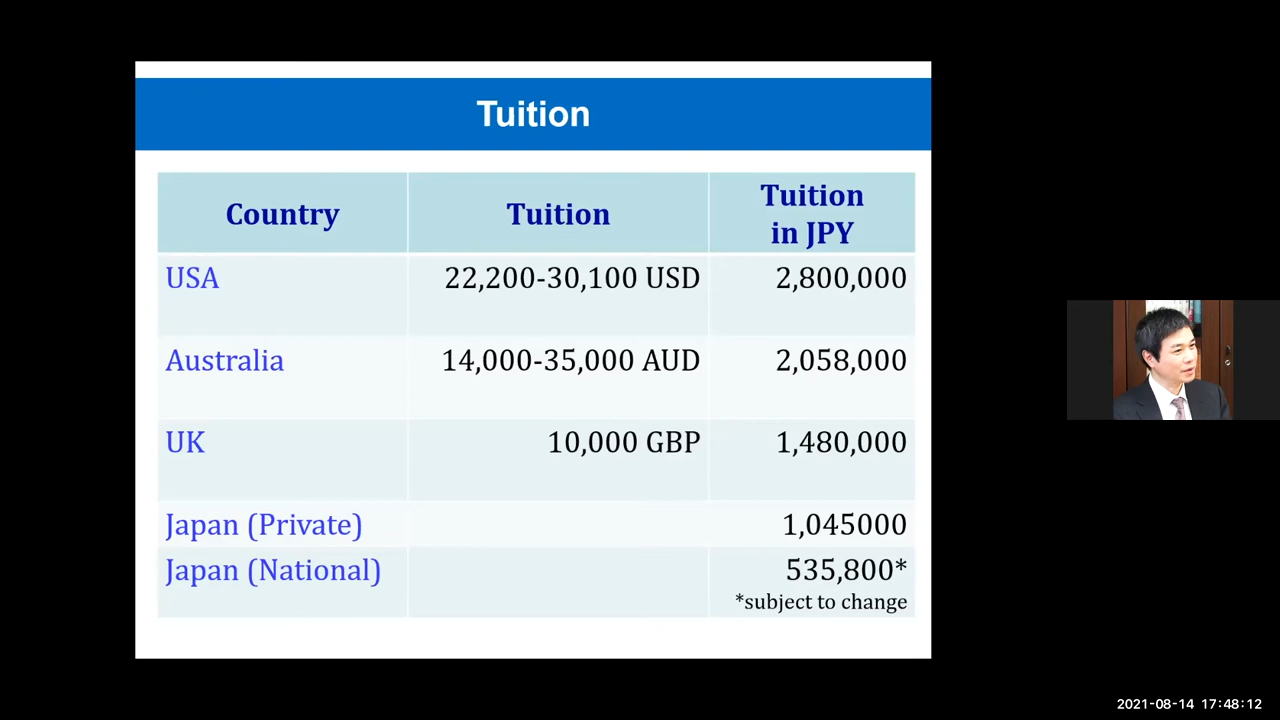 Tuition
Country Tuition Tuition
in JPY
USA 22,200-30,100 USD 2,800,000
Australia 14,000-35,000 AUD 2,058,000
UK 10,000 GBP 1,480,000
Japan (Private) 1,045000
Japan (National) 535,800*
*subject to change
2021-08-14 17:48:12